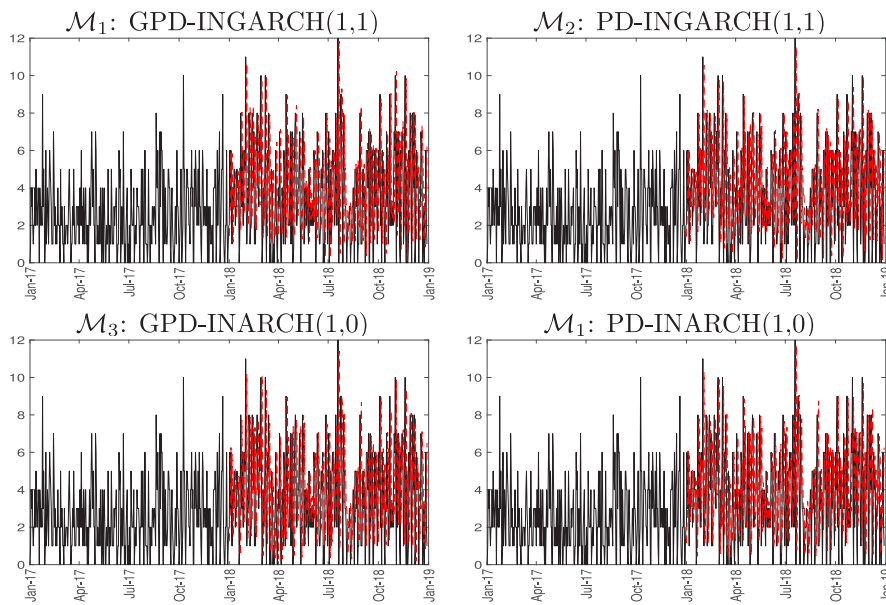 M₁: GPD-INGARCH(1,1)
12
10
8
6
4
2
0
Jan-17
Apr-17
Jul-17
Oct-17
Jan-18
Apr-18
Jul-18
Oct-18
Jan-19
M₂: PD-INGARCH(1,1)
12
10
8
6
4
2
0
Jan-17
Apr-17
Jul-17
Oct-17
Jan-18
Apr-18
Jul-18
Oct-18
Jan-19
M₃: GPD-INARCH(1,0)
12
10
8
6
4
2
0
Jan-17
Apr-17
Jul-17
Oct-17
Jan-18
Apr-18
Jul-18
Oct-18
Jan-19
M₁: PD-INARCH(1,0)
12
10
8
6
4
2
0
Jan-17
Apr-17
Jul-17
Oct-17
Jan-18
Apr-18
Jul-18
Oct-18
Jan-19